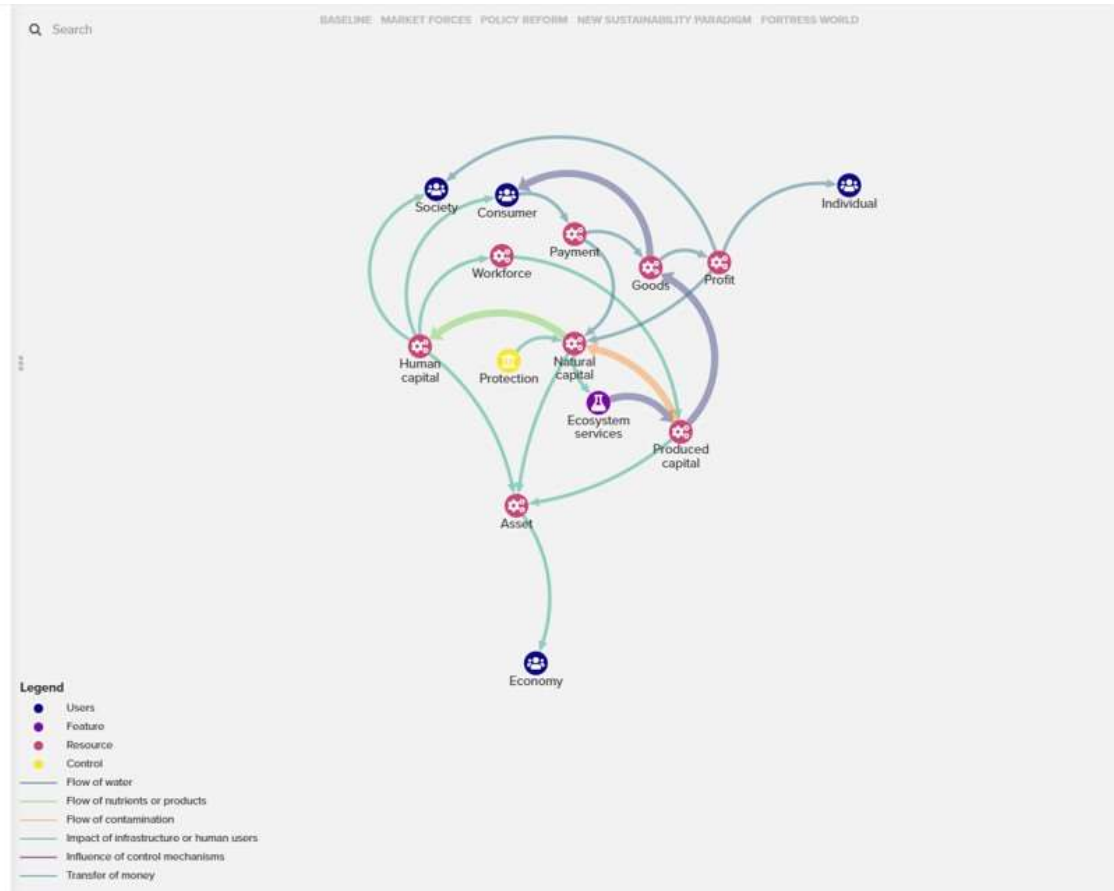 BASELINE MARKET FORCES POLICY REFORM NEW SUSTAINABILITY PARADIGM FORTRESS WORLD
Search
Society
Consumer
Individual
Payment
Workforce
Goods
Profit
Human
capital
Protection
Natural
capital
Ecosystem
services
Produced
capital
Asset
Economy
Legend
Users
Feature
Resource
Control
Flow of water
Flow of nutrients or products
Flow of contamination
Impact of infrastructure or human users
Influence of control mechanisms
Transfer of money